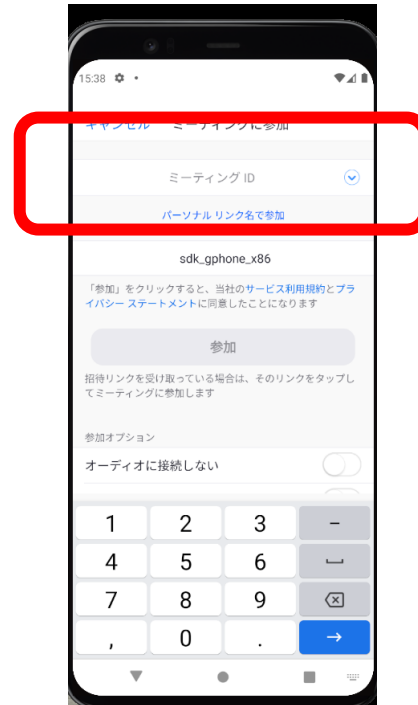 15:38
キャンセル ミーティングに参加
ミーティング ID
パーソナル リンク名で参加
sdk_gphone_x86
「参加」をクリックすると、当社のサービス利用規約とプラ
イバシー ステートメントに同意したことになります
参加
招待リンクを受け取っている場合は、そのリンクをタップし
てミーティングに参加します
参加オプション
オーディオに接続しない
1 2 3 −
4 5 6
7 8 9
, 0 .